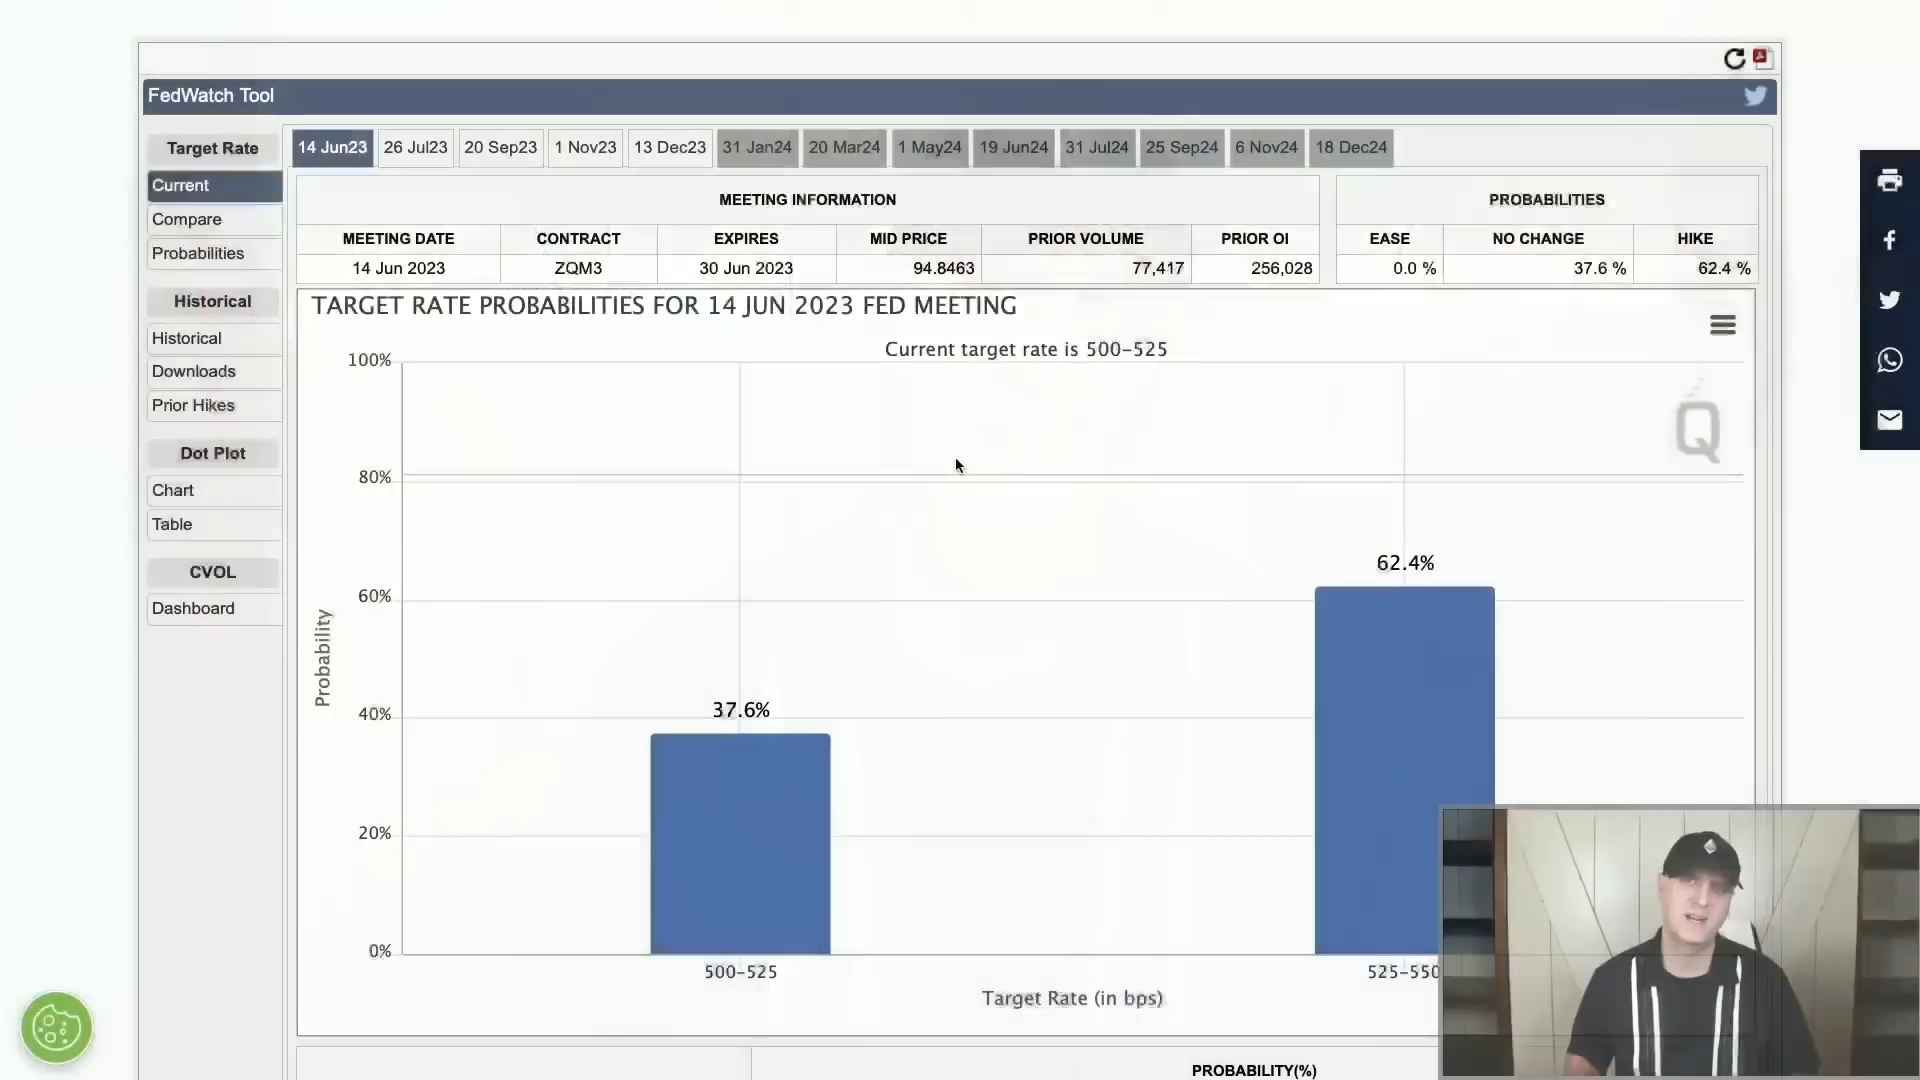 FedWatch Tool
Target Rate
Current
Compare
Probabilities
Historical
Historical
Downloads
Prior Hikes
Dot Plot
Chart
Table
CVOL
Dashboard
14 Jun23 26 Jul23 20 Sep23 1 Nov23 13 Dec23 31 Jan24 20 Mar24 1 May24 19 Jun24 31 Jul24 25 Sep24 6 Nov24 18 Dec24
MEETING INFORMATION
MEETING DATE CONTRACT EXPIRES MID PRICE PRIOR VOLUME PRIOR OI
14 Jun 2023 ZQM3 30 Jun 2023 94.8463 77,417 256,028
PROBABILITIES
EASE NO CHANGE HIKE
0.0 % 37.6 % 62.4 %
TARGET RATE PROBABILITIES FOR 14 JUN 2023 FED MEETING
Current target rate is 500-525
100%
80%
60%
40%
20%
0%
Probability
62.4%
37.6%
500-525
525-550
Target Rate (in bps)
Q
PROBABILITY(%)